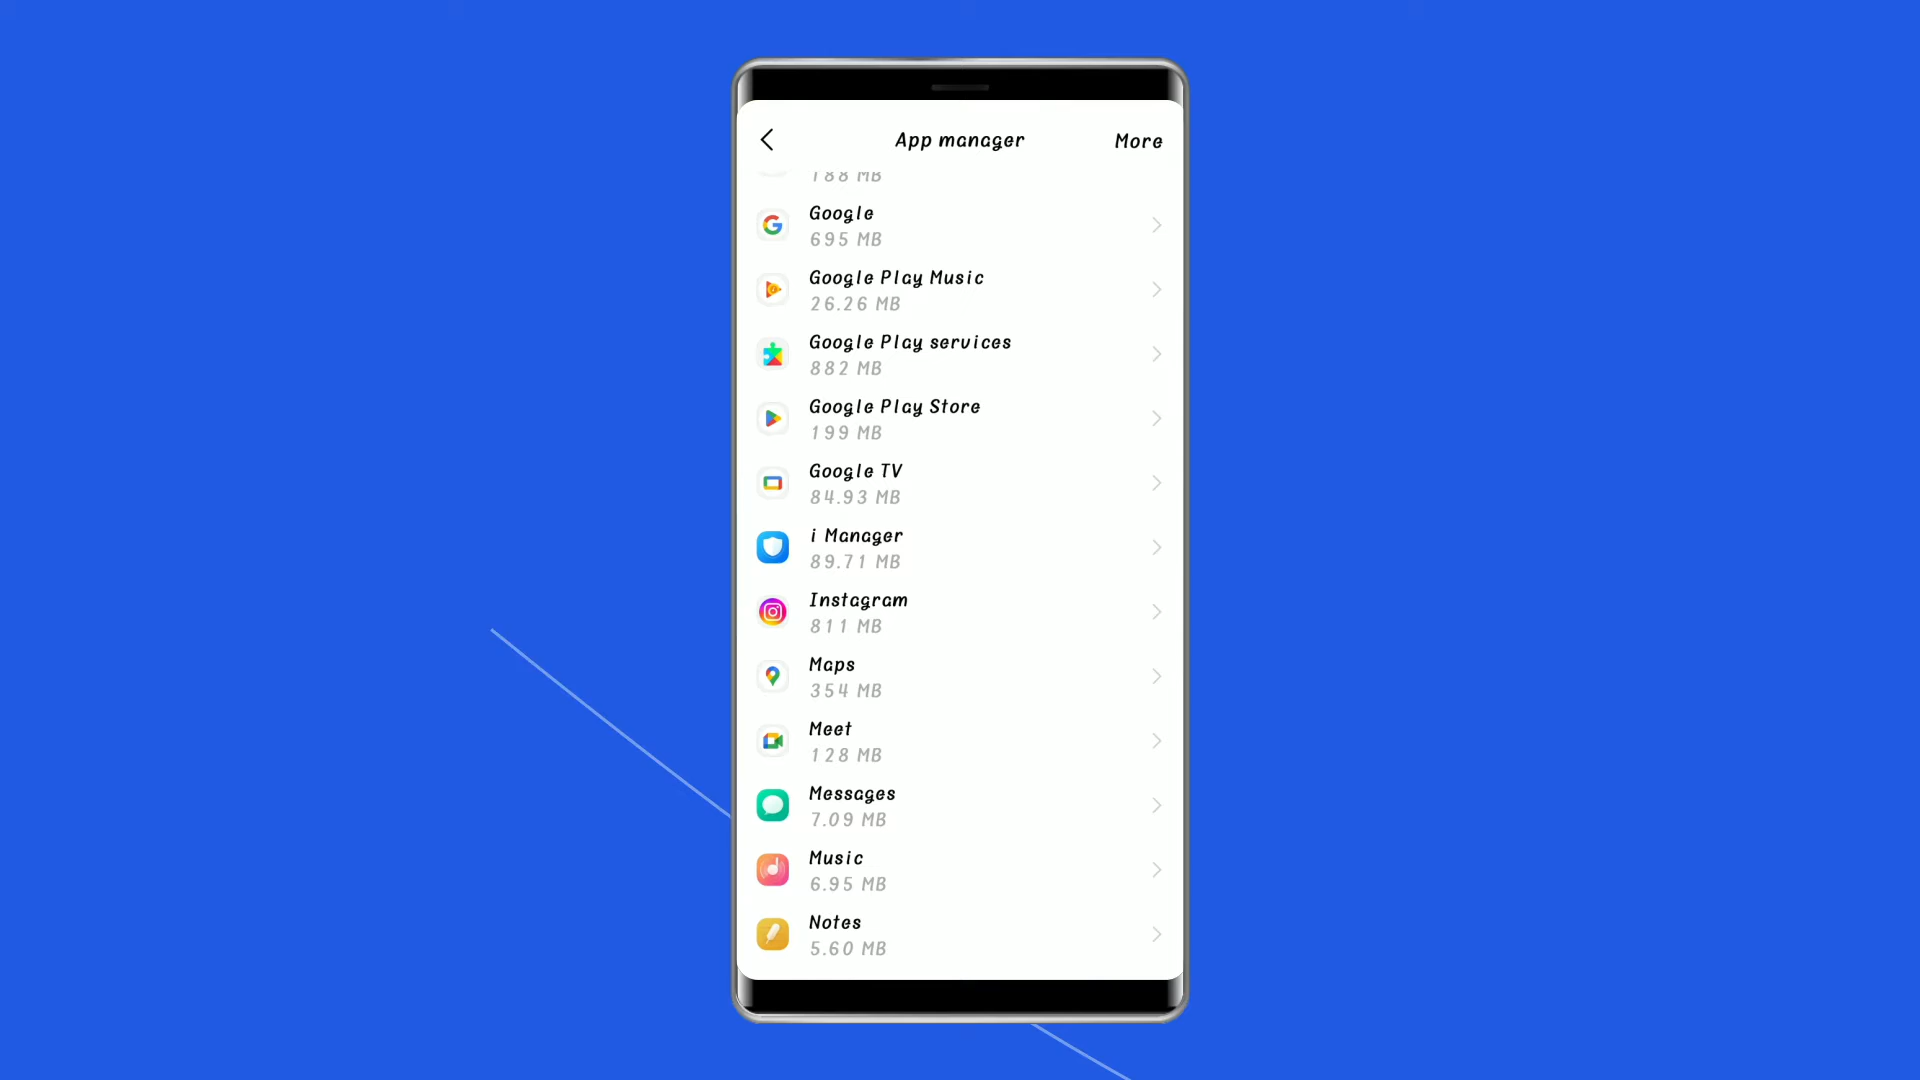 App manager
More
188 MB
Google
695 MB
Google Play Music
26.26 MB
Google Play services
882 MB
Google Play Store
199 MB
Google TV
84.93 MB
i Manager
89.71 MB
Instagram
811 MB
Maps
354 MB
Meet
128 MB
Messages
7.09 MB
Music
6.95 MB
Notes
5.60 MB